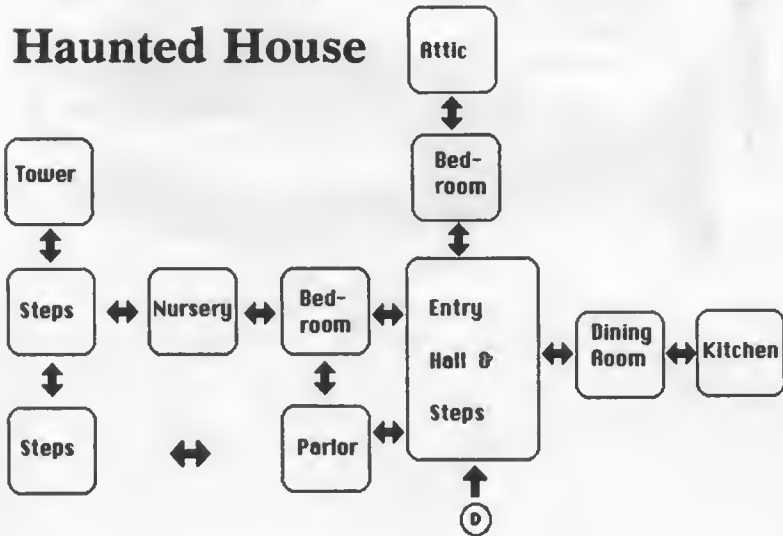 Haunted House
Attic
Bed-
room
Tower
Steps
Nursery
Bed-
room
Entry
Hall &
Steps
Dining
Room
Kitchen
Steps
Parlor
D